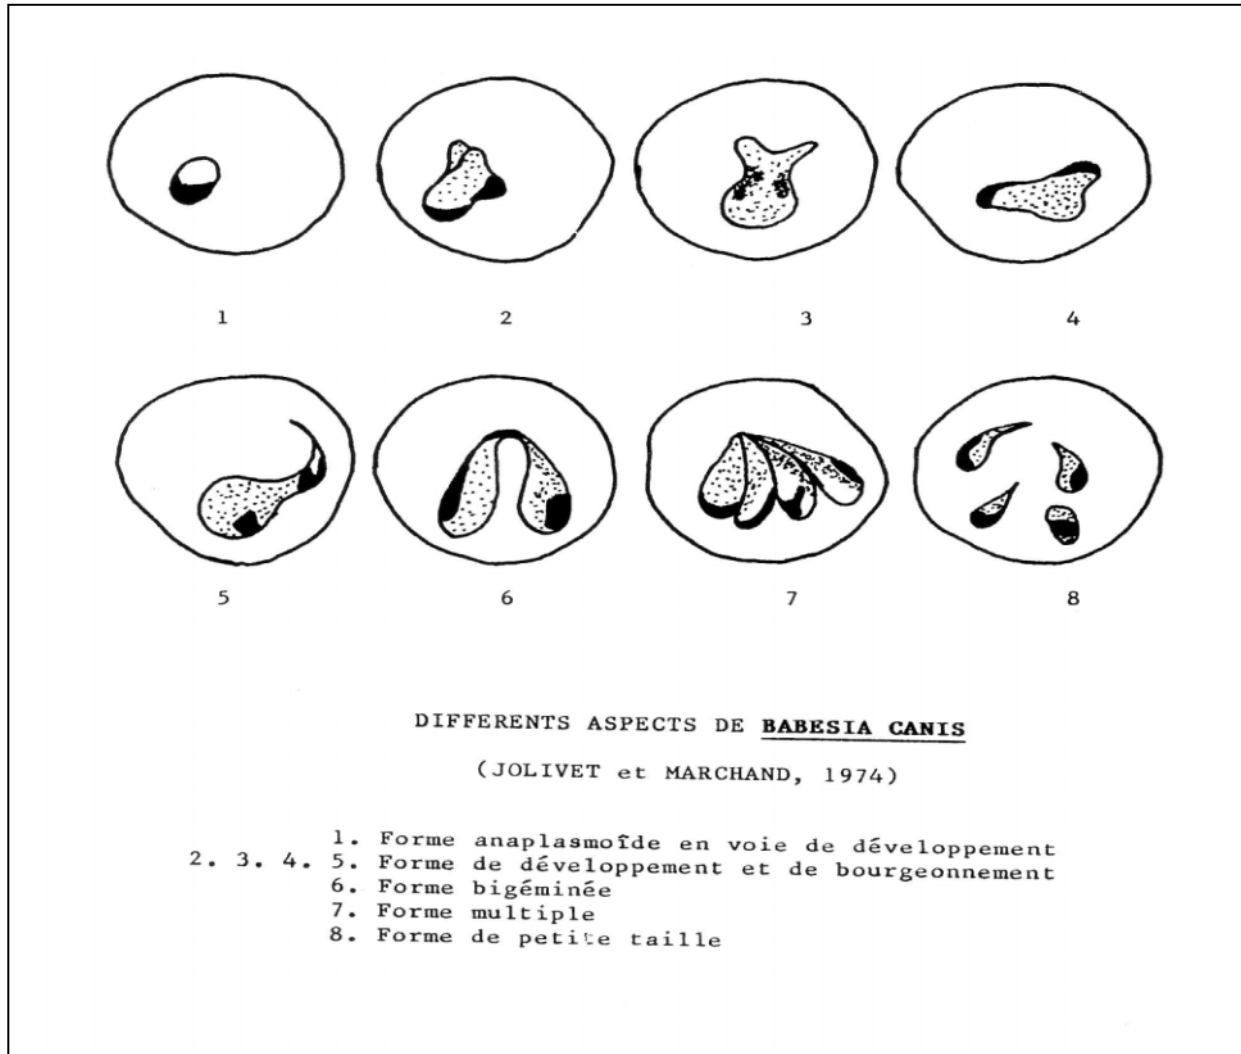 1 2 3 4
5 6 7 8
DIFFERENTS ASPECTS DE BABESIA CANIS
(JOLIVET et MARCHAND, 1974)
1. Forme anaplasmoîde en voie de développement
2. 3. 4. 5. Forme de développement et de bourgeonnement
6. Forme bigéminée
7. Forme multiple
8. Forme de petite taille